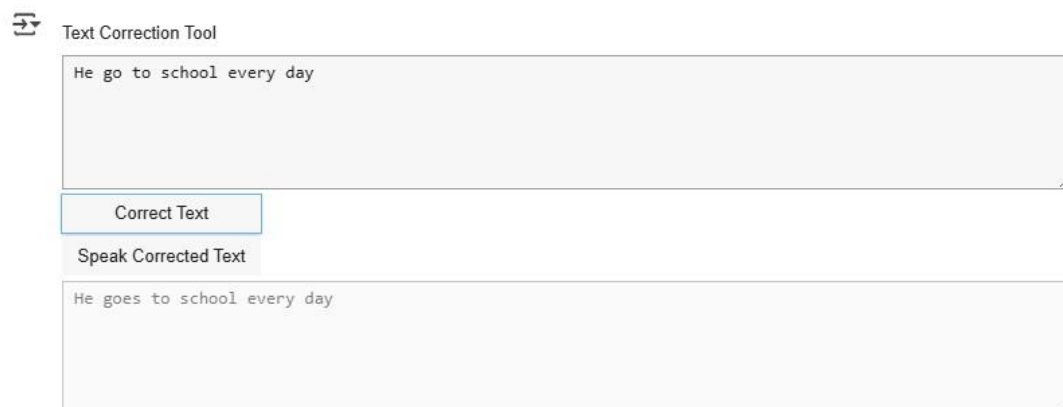 Text Correction Tool
He go to school every day
Correct Text
Speak Corrected Text
He goes to school every day